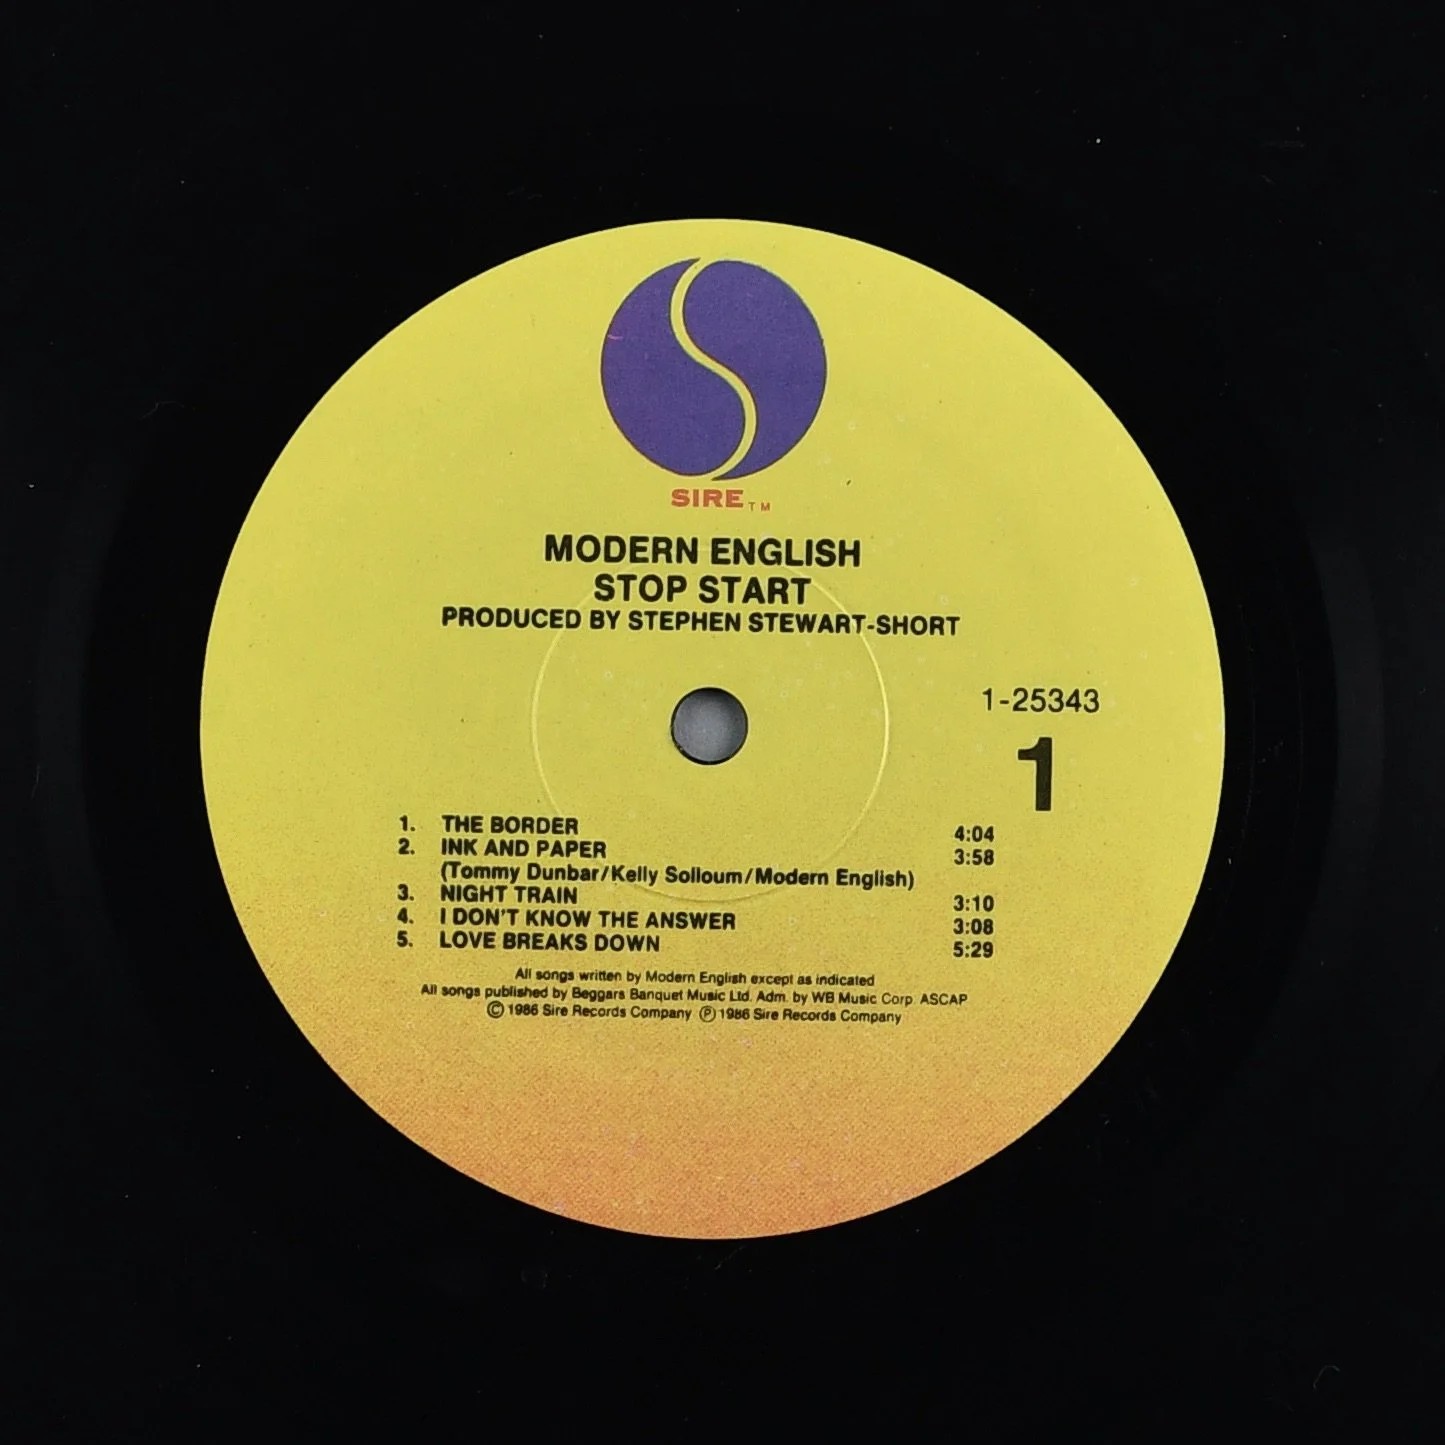 SIRE TM
MODERN ENGLISH
STOP START
PRODUCED BY STEPHEN STEWART-SHORT
1-25343
1
1. THE BORDER 4:04
2. INK AND PAPER 3:58
(Tommy Dunbar/Kelly Solloum/Modern English)
3. NIGHT TRAIN 3:10
4. I DON'T KNOW THE ANSWER 3:08
5. LOVE BREAKS DOWN 5:29
All songs written by Modern English except as indicated
All songs published by Beggars Banquet Music Ltd. Adm. by WB Music Corp. ASCAP
© 1986 Sire Records Company ℗ 1986 Sire Records Company